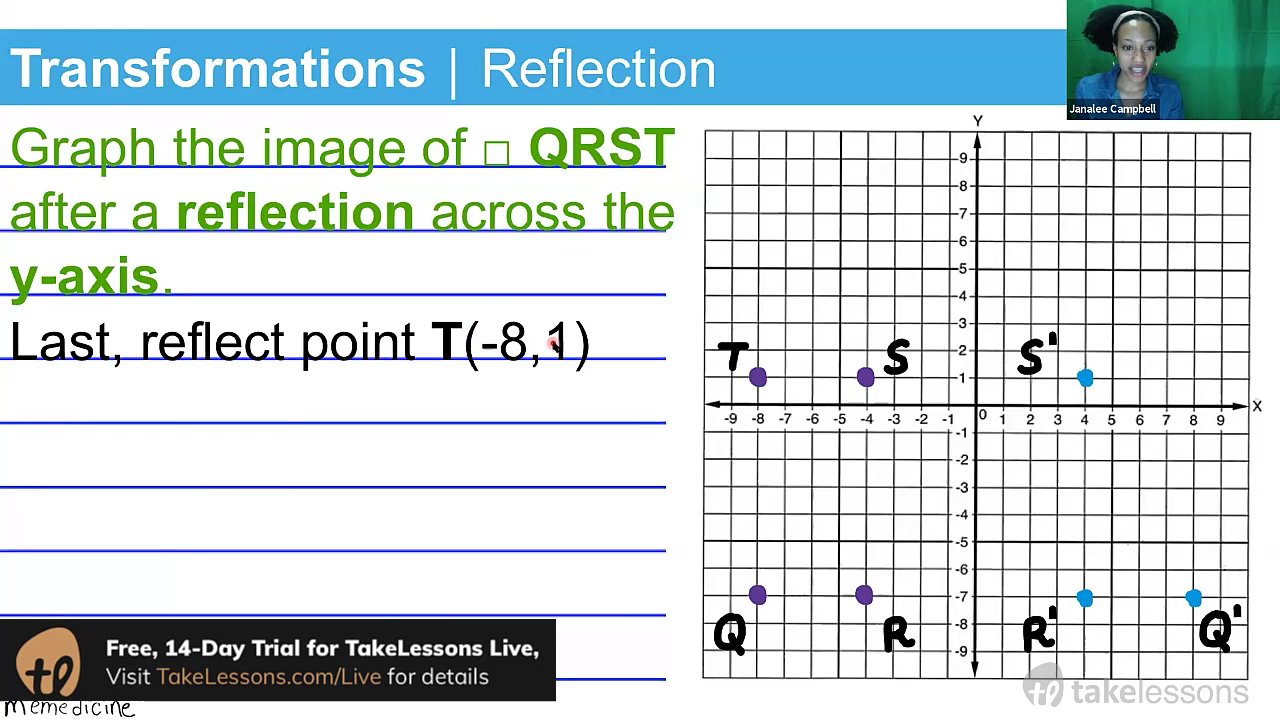 Transformations | Reflection
Janalee Campbell
Graph the image of □ QRST
after a reflection across the
y-axis.
Last, reflect point T(-8,1)
Y
9
8
7
6
5
4
3
2
1
T
S
S'
-9 -8 -7 -6 -5 -4 -3 -2 -1 0 1 2 3 4 5 6 7 8 9 X
-1
-2
-3
-4
-5
-6
-7
-8
-9
Q
R
R'
Q'
Free, 14-Day Trial for TakeLessons Live,
Visit TakeLessons.com/Live for details
tl
memedicine
tl takelessons